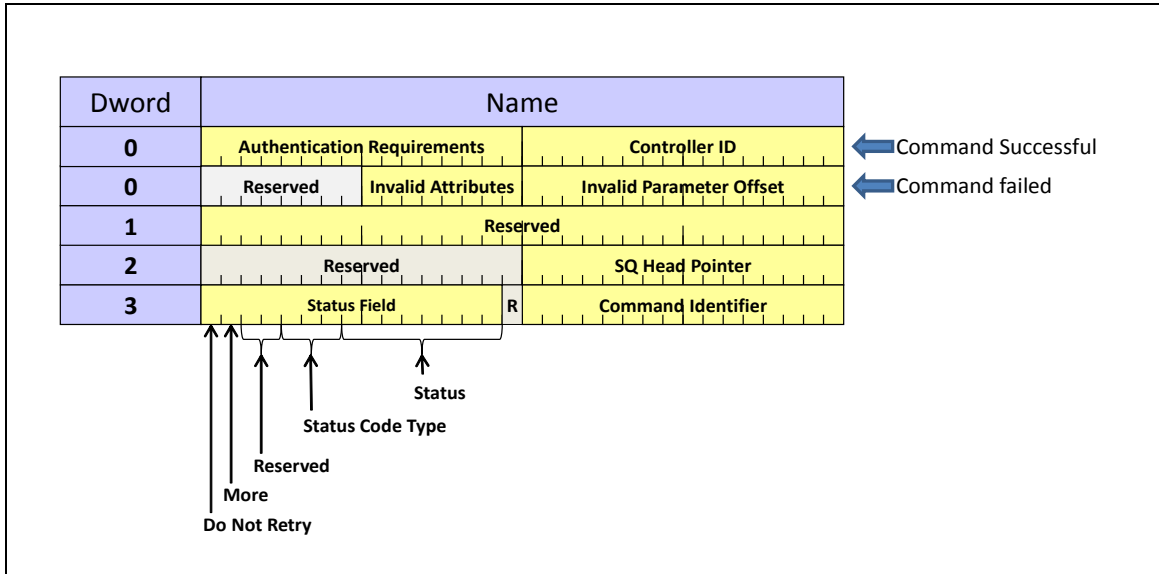 Dword Name
0 Authentication Requirements Controller ID Command Successful
0 Reserved Invalid Attributes Invalid Parameter Offset Command failed
1 Reserved
2 Reserved SQ Head Pointer
3 Status Field R Command Identifier
Status
Status Code Type
Reserved
More
Do Not Retry